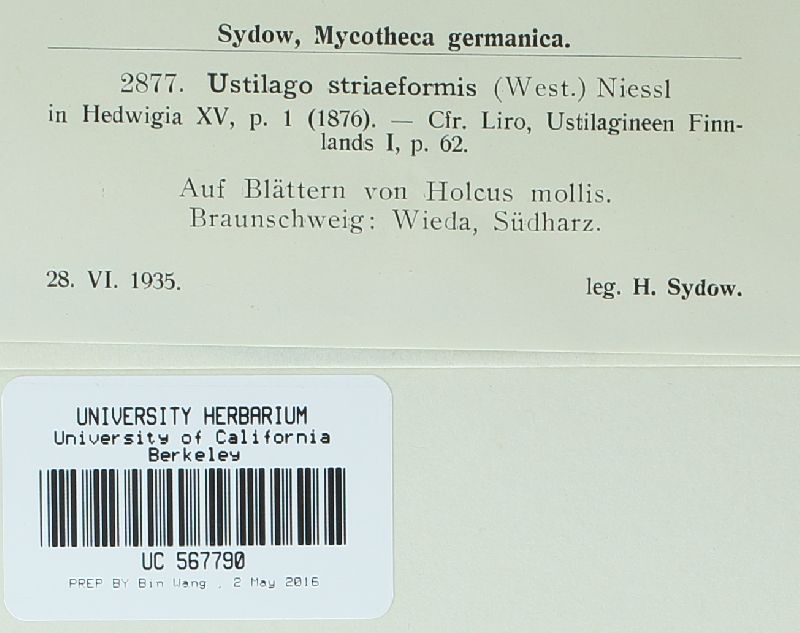 Sydow, Mycotheca germanica.
2877. Ustilago striaeformis (West.) Niessl
in Hedwigia XV, p. 1 (1876). — Cfr. Liro, Ustilagineen Finn-
lands I, p. 62.
Auf Blättern von Holcus mollis.
Braunschweig: Wieda, Südharz.
28. VI. 1935. leg. H. Sydow.
UNIVERSITY HERBARIUM
University of California
Berkeley
UC 567790
PREP BY Bin Wang , 2 May 2016